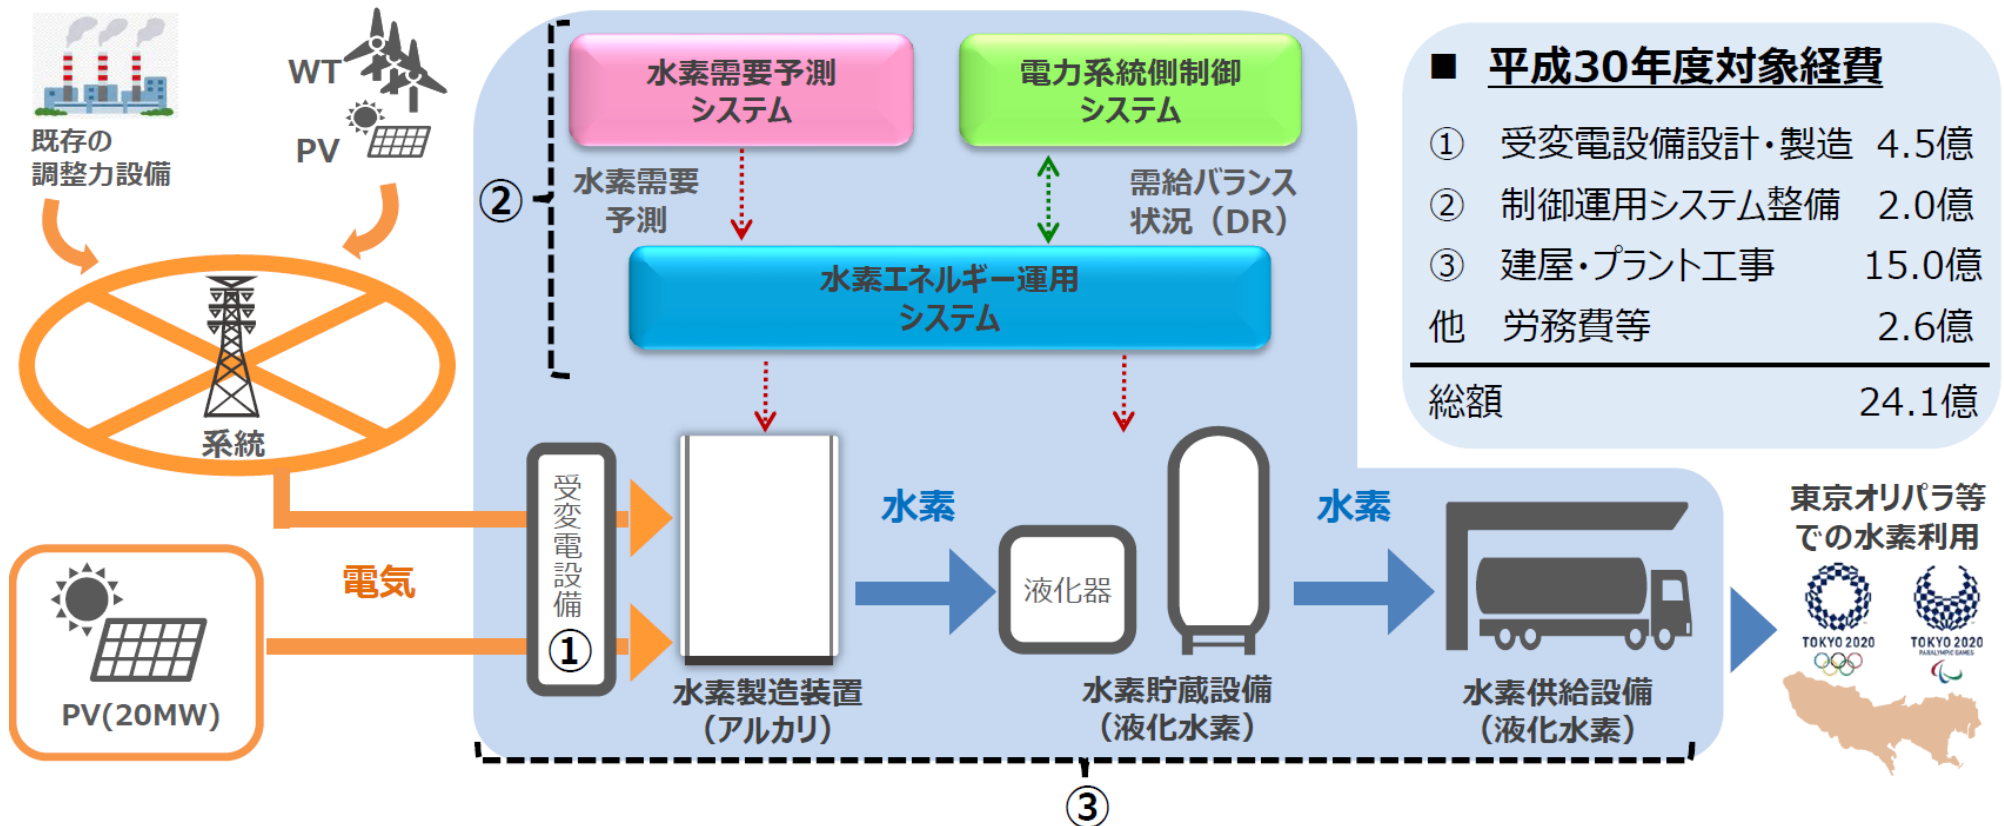 既存の
調整力設備
WT
PV
系統
PV(20MW)
電気
②
水素需要予測
システム
電力系統側制御
システム
水素需要
予測
需給バランス
状況（DR）
水素エネルギー運用
システム
受変電設備
①
水素製造装置
（アルカリ）
水素
液化器
水素貯蔵設備
（液化水素）
水素
水素供給設備
（液化水素）
③
■ 平成30年度対象経費
① 受変電設備設計・製造 4.5億
② 制御運用システム整備 2.0億
③ 建屋・プラント工事 15.0億
他 労務費等 2.6億
総額 24.1億
東京オリパラ等
での水素利用
TOKYO 2020
TOKYO 2020
PARALYMPIC GAMES